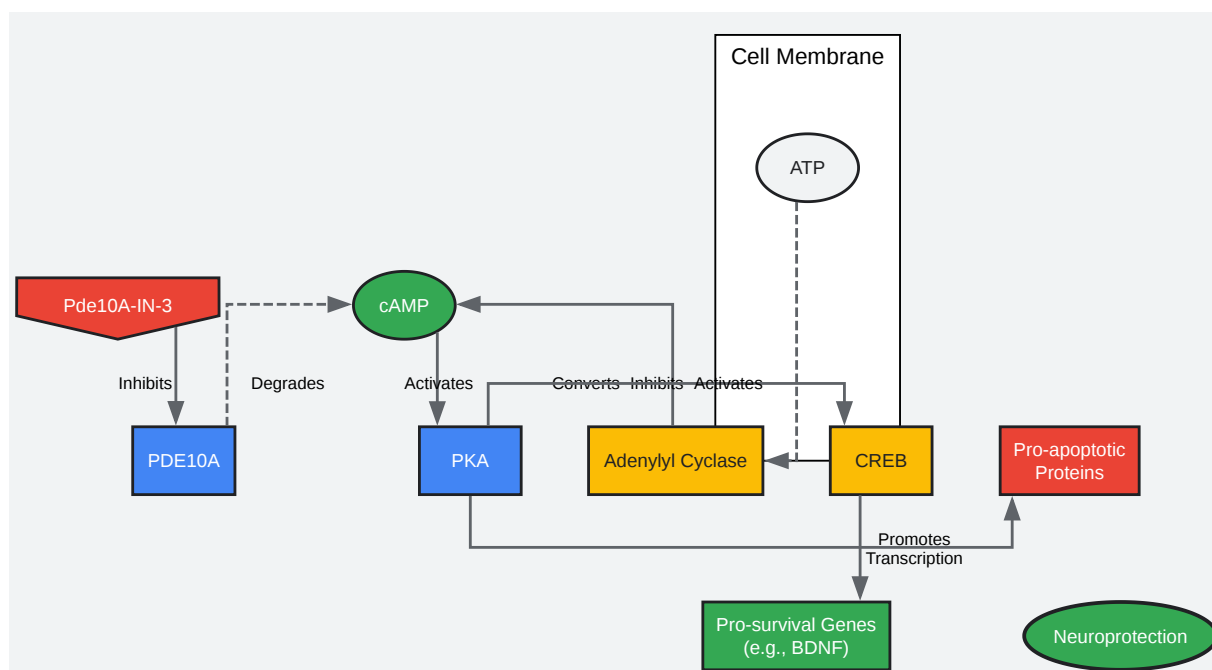 Cell Membrane
ATP
Pde10A-IN-3
cAMP
Inhibits
Degrades
Activates
Converts
Inhibits
Activates
PDE10A
PKA
Adenylyl Cyclase
CREB
Pro-apoptotic
Proteins
Promotes
Transcription
Pro-survival Genes
(e.g., BDNF)
Neuroprotection